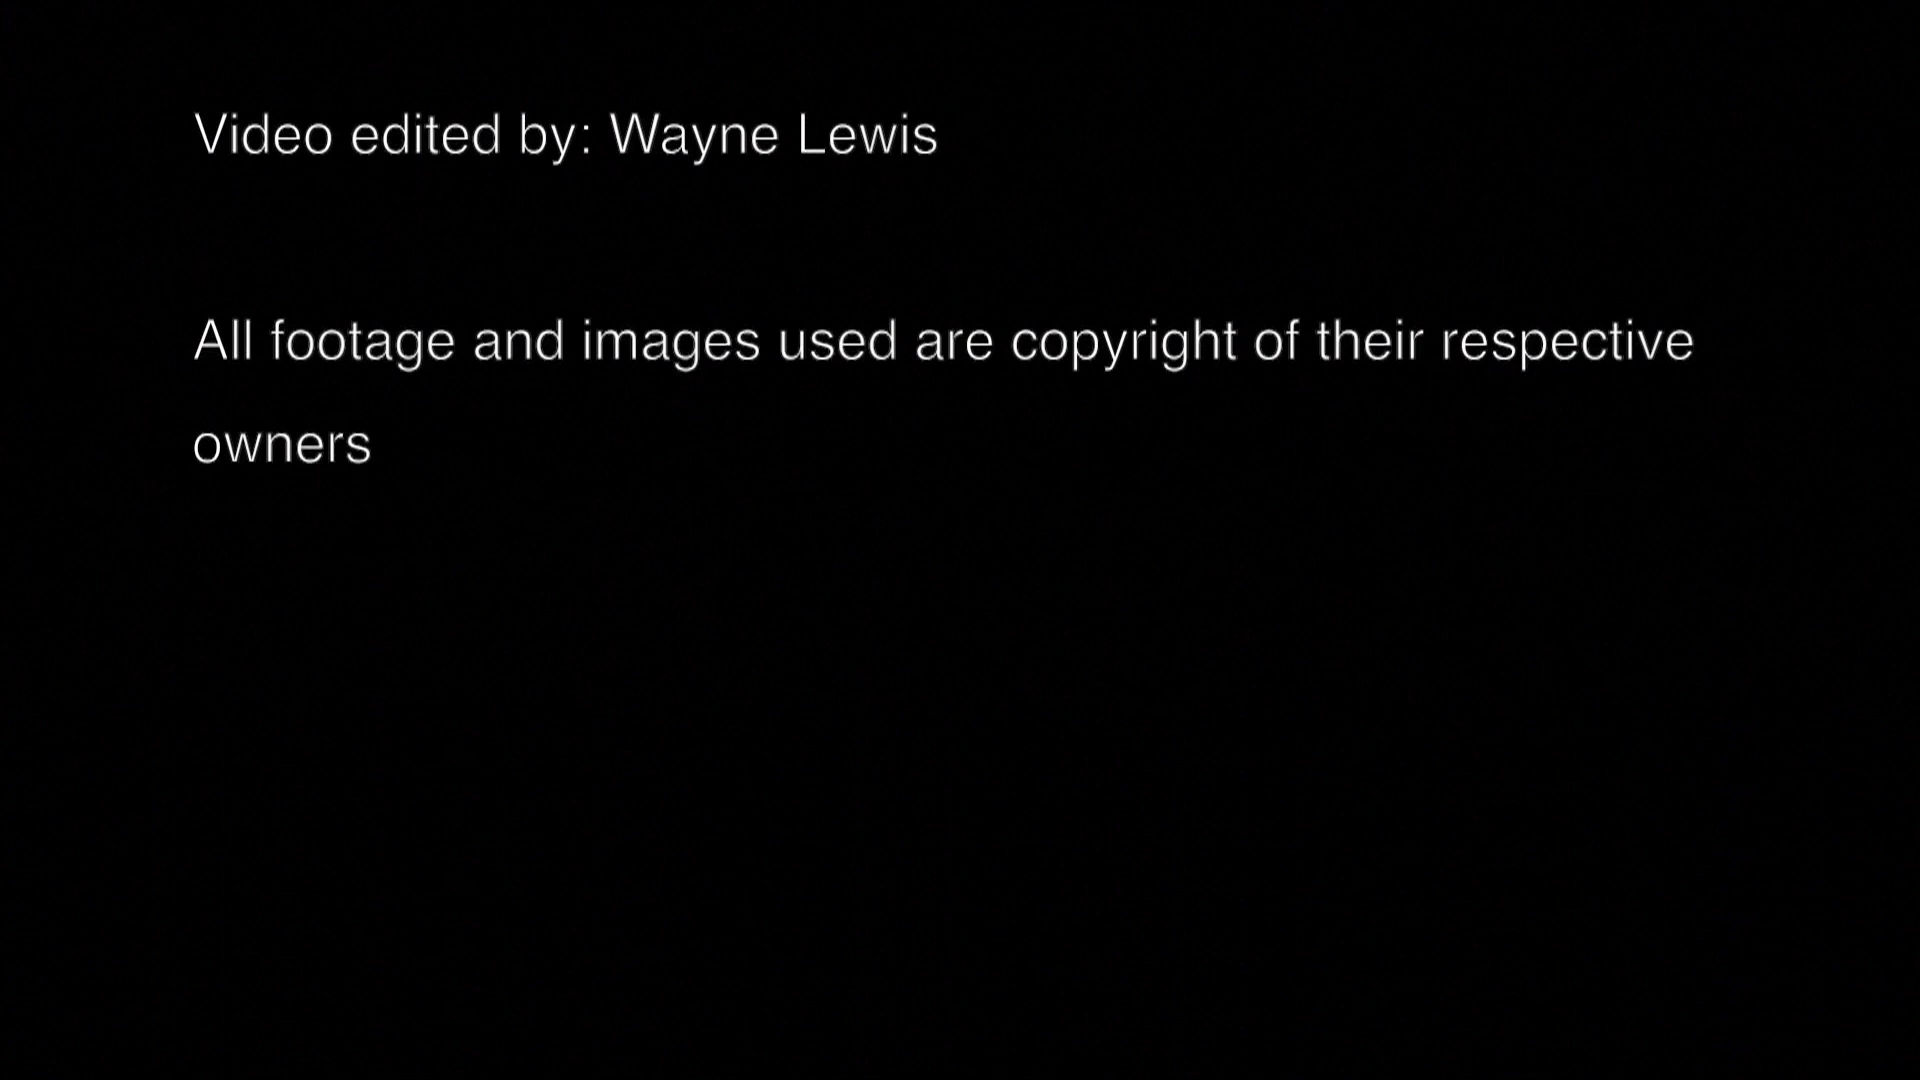 Video edited by: Wayne Lewis
All footage and images used are copyright of their respective
owners